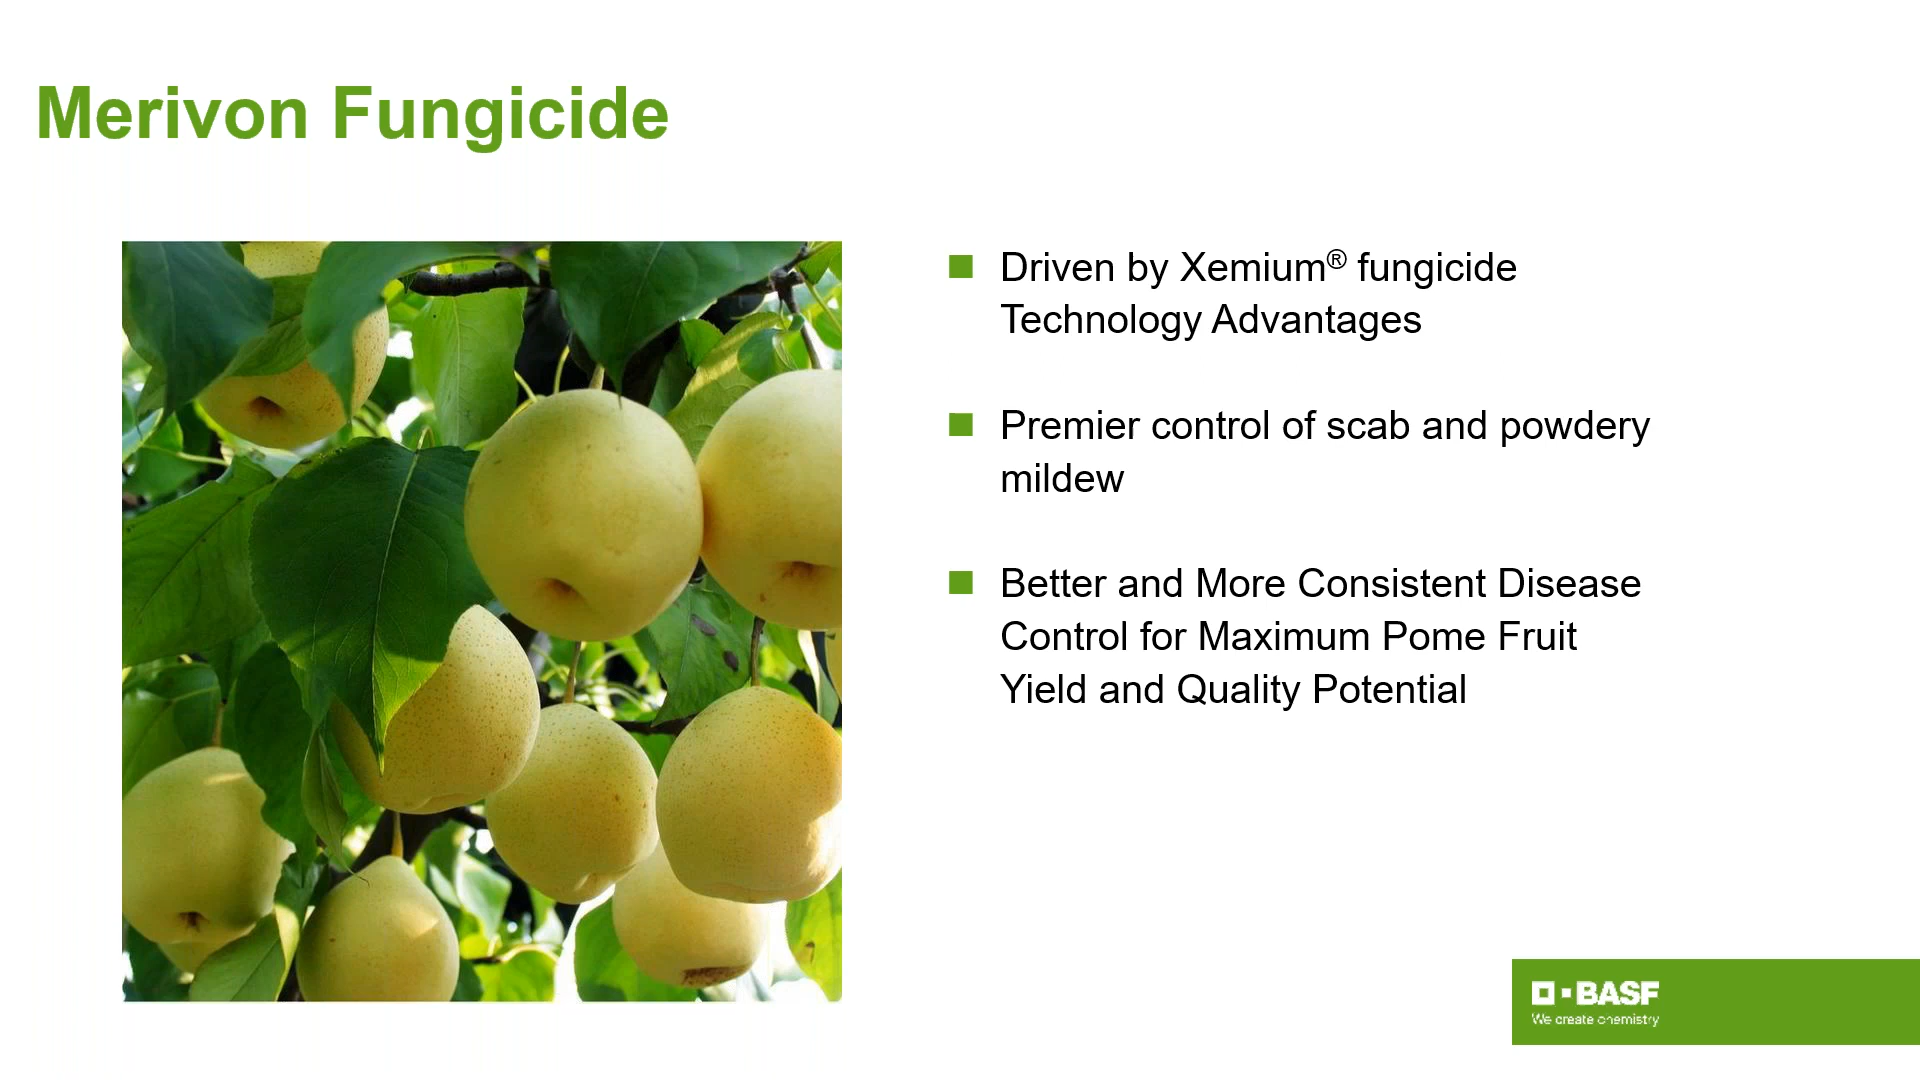 Merivon Fungicide
Driven by Xemium® fungicide
Technology Advantages
Premier control of scab and powdery
mildew
Better and More Consistent Disease
Control for Maximum Pome Fruit
Yield and Quality Potential
BASF
We create chemistry